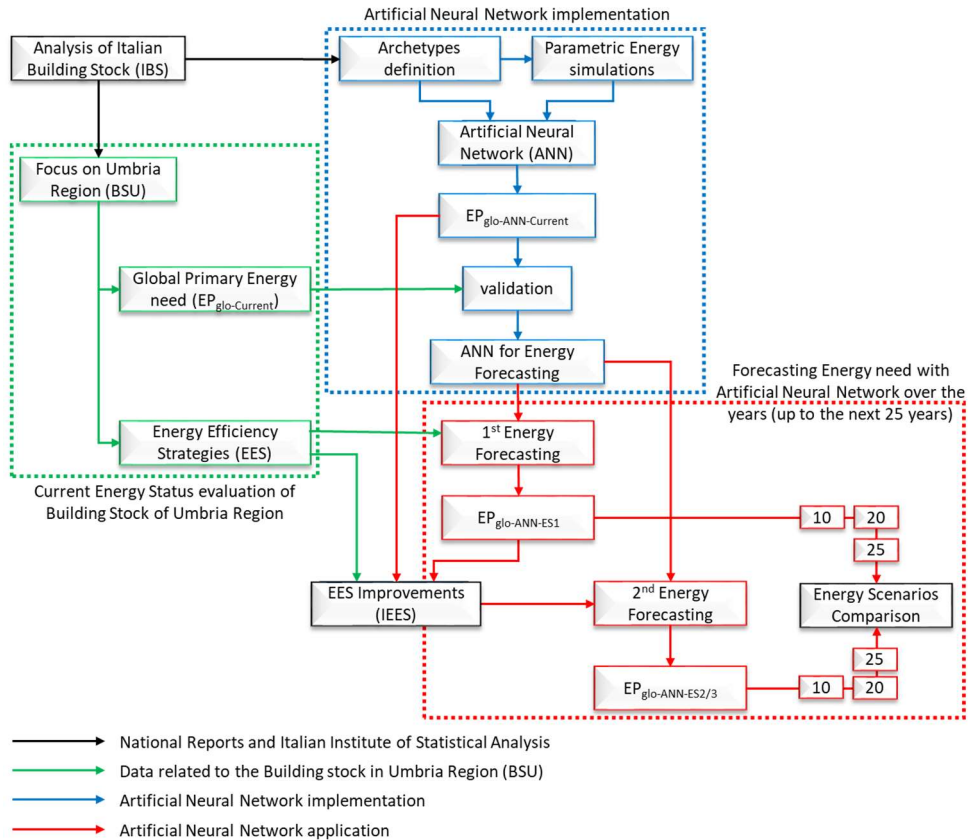 Artificial Neural Network implementation
Analysis of Italian
Building Stock (IBS)
Archetypes
definition
Parametric Energy
simulations
Artificial Neural
Network (ANN)
Focus on Umbria
Region (BSU)
EPglo-ANN-Current
Global Primary Energy
need (EPglo-Current)
validation
ANN for Energy
Forecasting
Forecasting Energy need with
Artificial Neural Network over the
years (up to the next 25 years)
Energy Efficiency
Strategies (EES)
1st Energy
Forecasting
Current Energy Status evaluation of
Building Stock of Umbria Region
EPglo-ANN-ES1
10
20
25
EES Improvements
(IEES)
2nd Energy
Forecasting
Energy Scenarios
Comparison
EPglo-ANN-ES2/3
25
10
20
National Reports and Italian Institute of Statistical Analysis
Data related to the Building stock in Umbria Region (BSU)
Artificial Neural Network implementation
Artificial Neural Network application